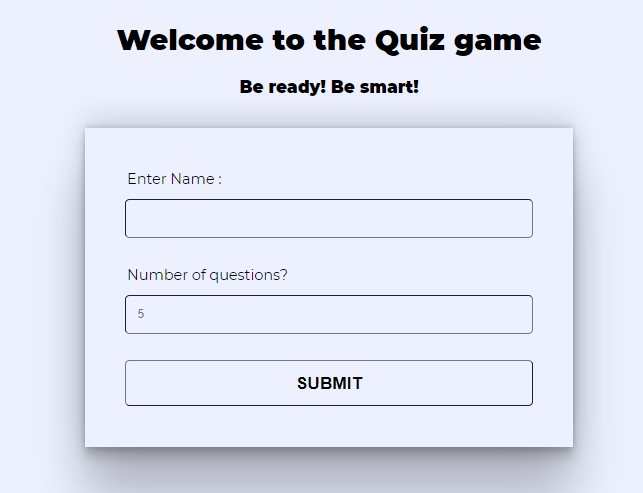 Welcome to the Quiz game
Be ready! Be smart!
Enter Name :
Number of questions?
5
SUBMIT